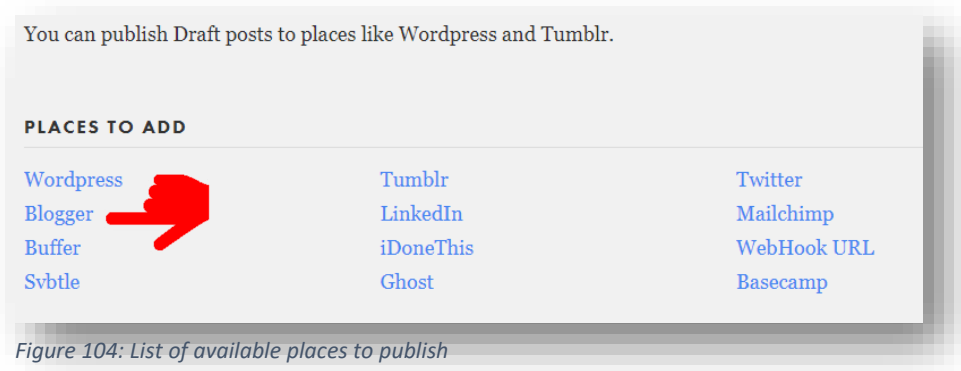 You can publish Draft posts to places like Wordpress and Tumblr.
PLACES TO ADD
Wordpress Tumblr Twitter
Blogger LinkedIn Mailchimp
Buffer iDoneThis WebHook URL
Svbtle Ghost Basecamp
Figure 104: List of available places to publish